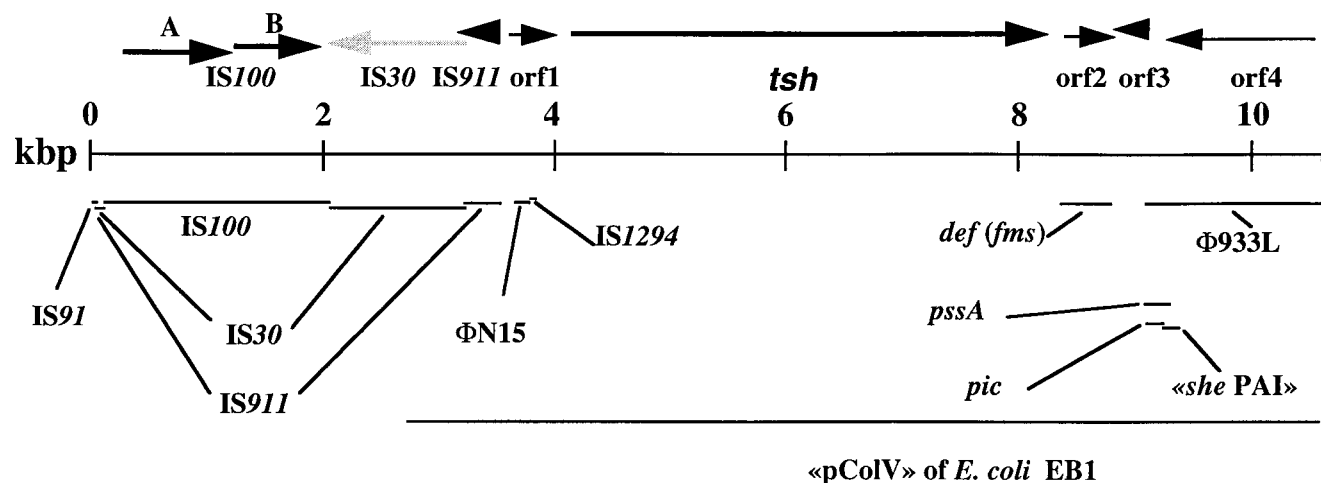 A B
IS100 IS30 IS911 orf1 tsh orf2 orf3 orf4
0 2 4 6 8 10
kbp
IS100 IS1294 def (fms) Φ933L
IS91 IS30 ΦN15 pssA
IS911 pic «she PAI»
«pColV» of E. coli EB1